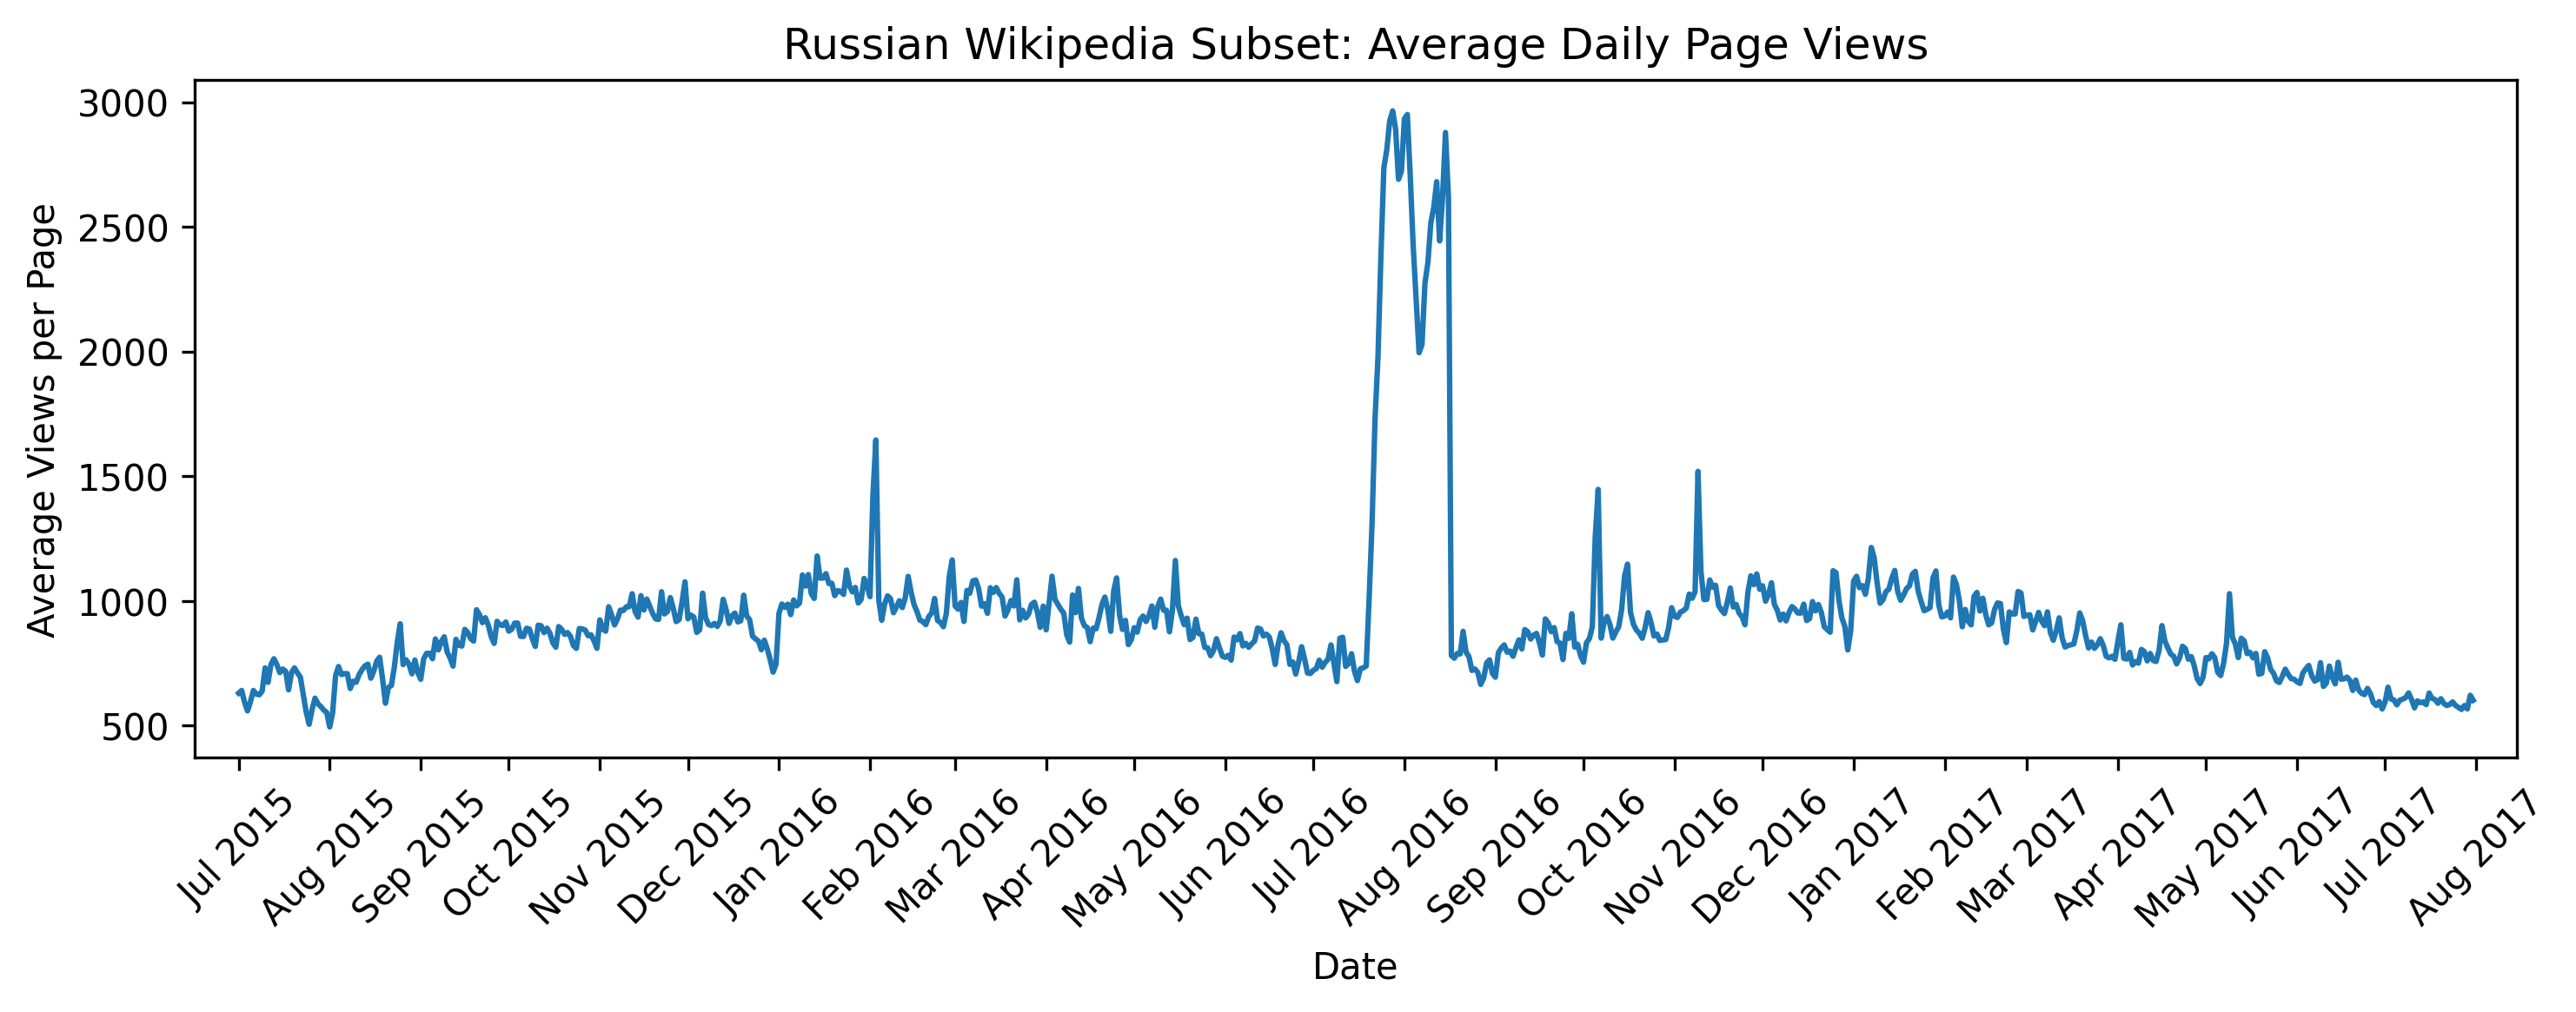 Russian Wikipedia Subset: Average Daily Page Views
Average Views per Page
3000
2500
2000
1500
1000
500
Jul 2015
Aug 2015
Sep 2015
Oct 2015
Nov 2015
Dec 2015
Jan 2016
Feb 2016
Mar 2016
Apr 2016
May 2016
Jun 2016
Jul 2016
Aug 2016
Sep 2016
Oct 2016
Nov 2016
Dec 2016
Jan 2017
Feb 2017
Mar 2017
Apr 2017
May 2017
Jun 2017
Jul 2017
Aug 2017
Date